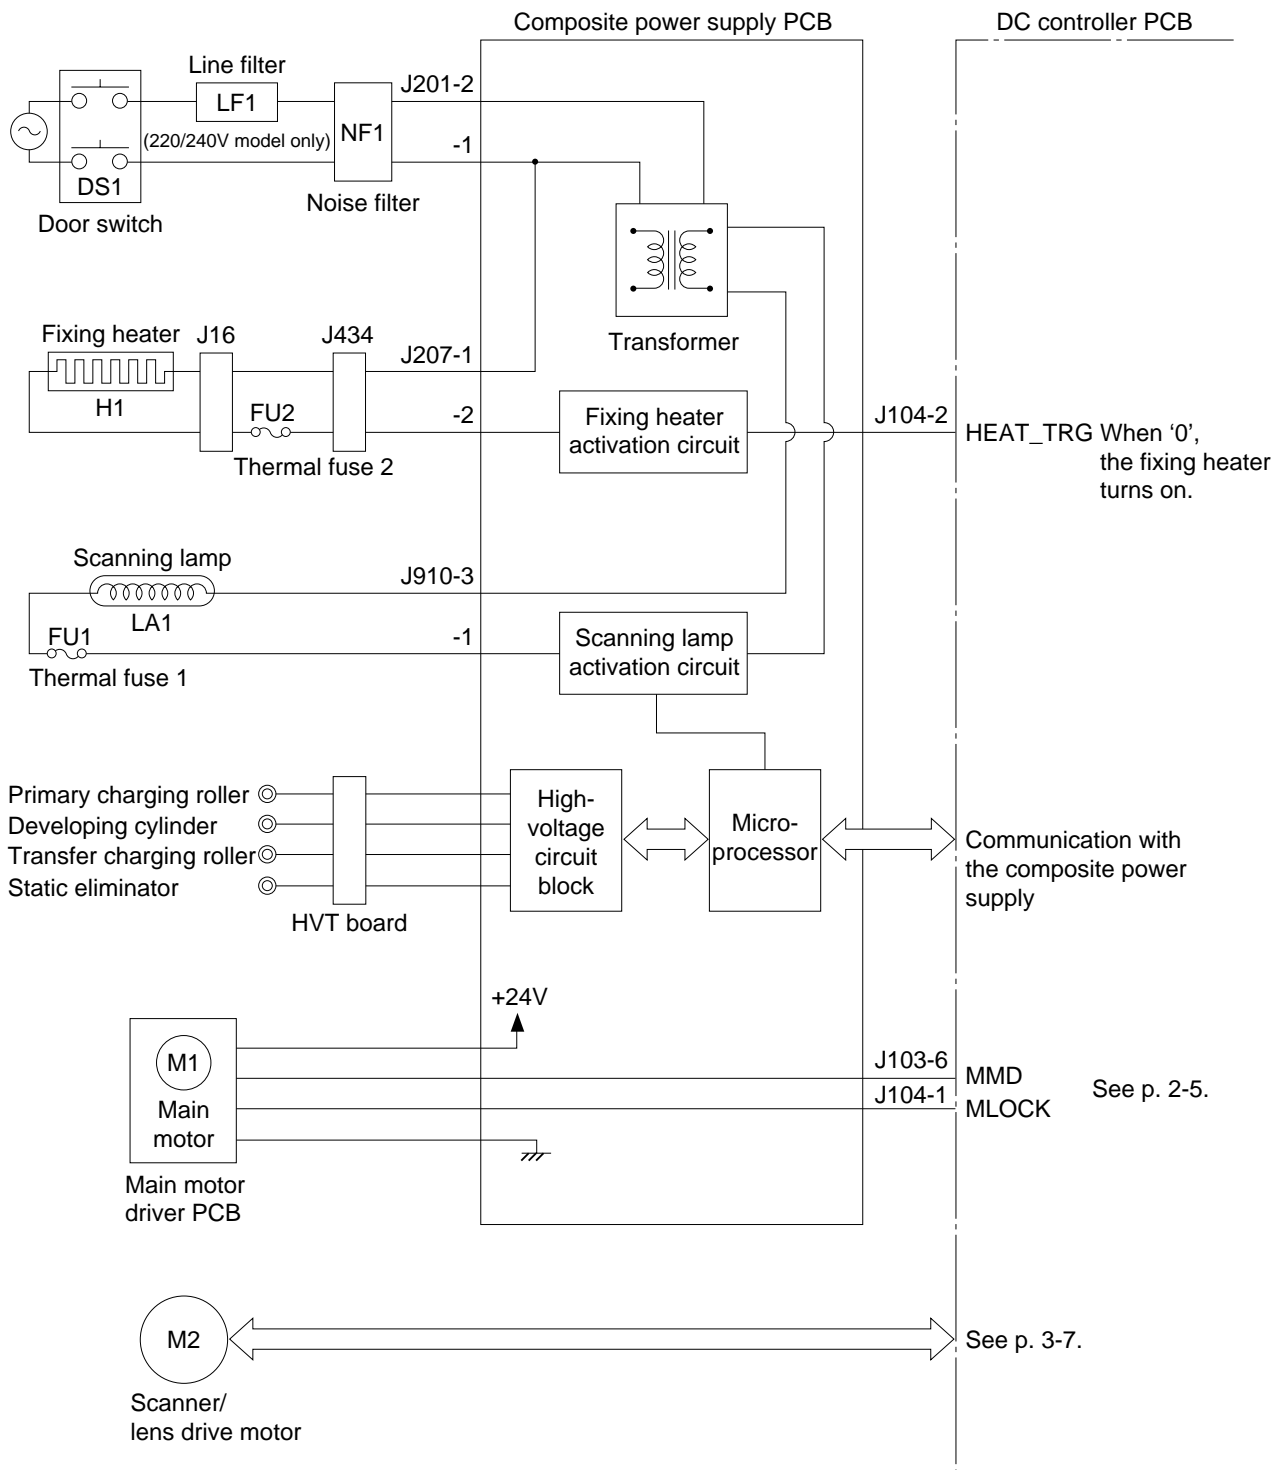 Composite power supply PCB
DC controller PCB
Line filter
LF1
(220/240V model only)
NF1
Noise filter
DS1
Door switch
J201-2
-1
Transformer
Fixing heater
H1
J16
J434
J207-1
FU2
-2
Thermal fuse 2
Fixing heater
activation circuit
J104-2
HEAT_TRG When ‘0’,
the fixing heater
turns on.
Scanning lamp
LA1
J910-3
FU1
-1
Thermal fuse 1
Scanning lamp
activation circuit
Primary charging roller
Developing cylinder
Transfer charging roller
Static eliminator
HVT board
High-
voltage
circuit
block
Micro-
processor
Communication with
the composite power
supply
+24V
M1
Main
motor
Main motor
driver PCB
J103-6
MMD
J104-1
MLOCK
See p. 2-5.
M2
See p. 3-7.
Scanner/
lens drive motor